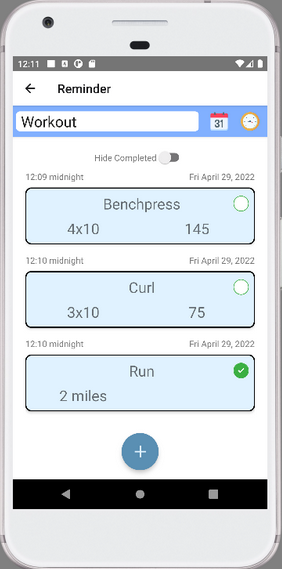 12:11
Reminder
Workout
31
Hide Completed
12:09 midnight Fri April 29, 2022
Benchpress
4x10 145
12:10 midnight Fri April 29, 2022
Curl
3x10 75
12:10 midnight Fri April 29, 2022
Run
2 miles
+